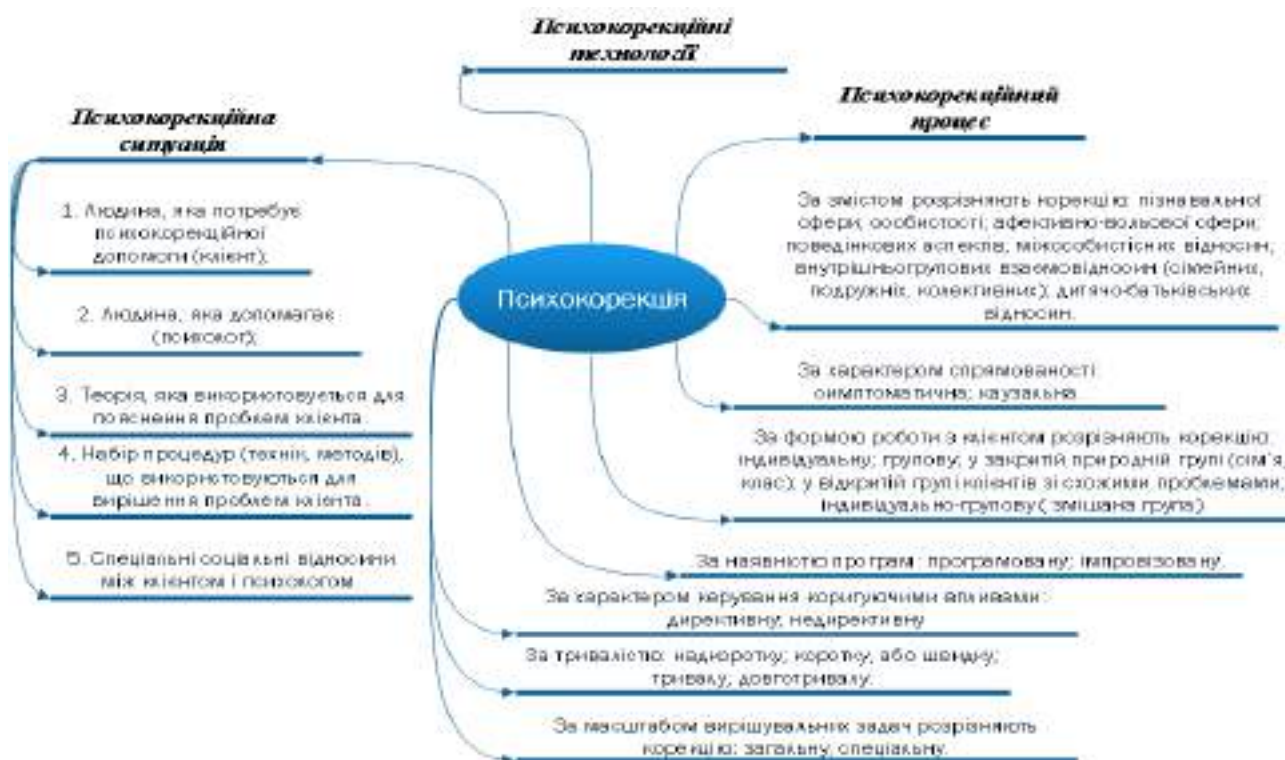 Психокорекційні
технології
Психокорекційний
процес
Психокорекційна
ситуація
1. Людина, яка потребує
психокорекційної
допомоги (клієнт);
2. Людина, яка допомагає
(психолог);
3. Теорія, яка використовується для
пояснення проблем клієнта.
4. Набір процедур (технік, методів),
що використовуються для
вирішення проблем клієнта.
5. Спеціальні соціальні відносини
між клієнтом і психологом
Психокорекція
За змістом розрізняють корекцію: пізнавальної
сфери; особистості; афективно-вольової сфери;
поведінкових аспектів; міжособистісних відносин;
внутрішньогрупових взаємовідносин (сімейних,
подружніх, колективних); дитячо-батьківських
відносин.
За характером спрямованості:
симптоматична; каузальна
За формою роботи з клієнтом розрізняють корекцію:
індивідуальну; групову; у закритій природній групі (сім'я,
клас); у відкритій групі клієнтів зі схожими проблемами;
індивідуально-групову ( змішана група)
За наявністю програм: програмовану; імпровізовану.
За характером керування коригуючими впливами:
директивну; недирективну
За тривалістю: надкоротку; коротку, або швидку;
тривалу; довготривалу.
За масштабом вирішувальних задач розрізняють
корекцію: загальну; спеціальну.